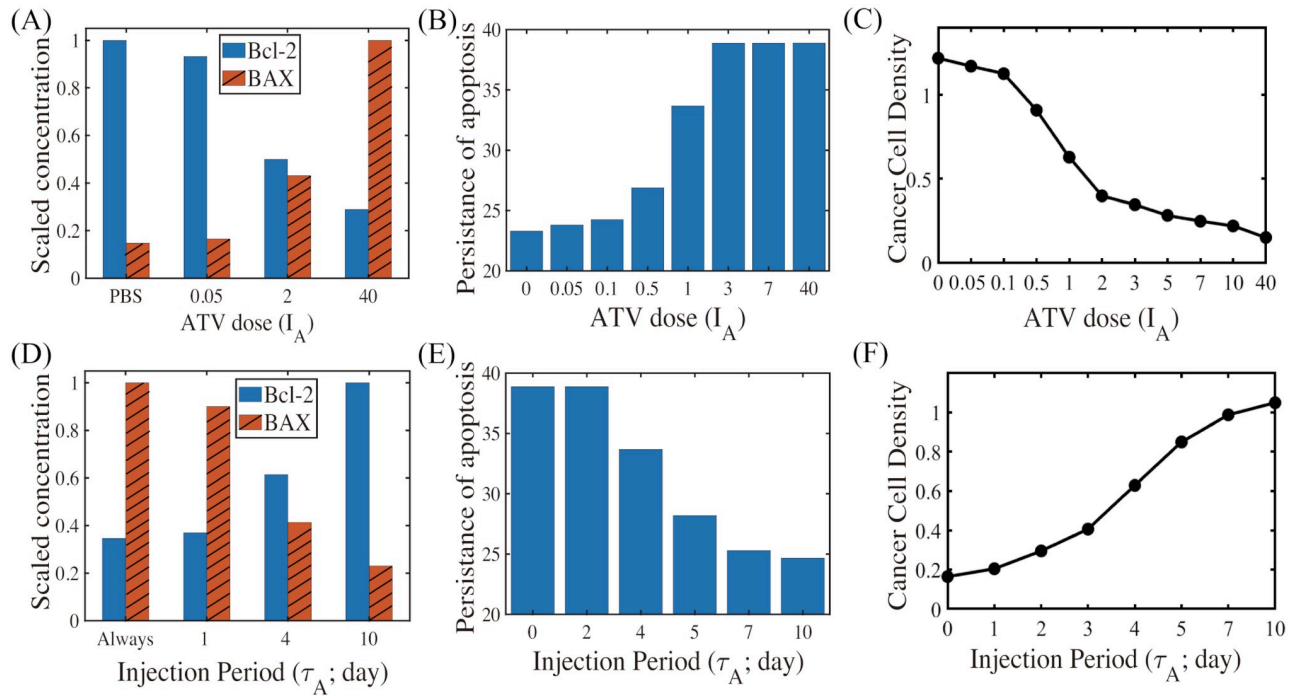 (A)
Scaled concentration
1
0.8
0.6
0.4
0.2
0
Bcl-2
BAX
PBS 0.05 2 40
ATV dose (I_A)
(B)
Persistance of apoptosis
40
35
30
25
20
0 0.05 0.1 0.5 1 3 7 40
ATV dose (I_A)
(C)
Cancer Cell Density
1
0.5
0
0 0.05 0.1 0.5 1 2 3 5 7 10 40
ATV dose (I_A)
(D)
Scaled concentration
1
0.8
0.6
0.4
0.2
0
Bcl-2
BAX
Always 1 4 10
Injection Period (τ_A; day)
(E)
Persistance of apoptosis
40
35
30
25
20
0 2 4 5 7 10
Injection Period (τ_A; day)
(F)
Cancer Cell Density
1
0.8
0.6
0.4
0.2
0
0 1 2 3 4 5 7 10
Injection Period (τ_A; day)